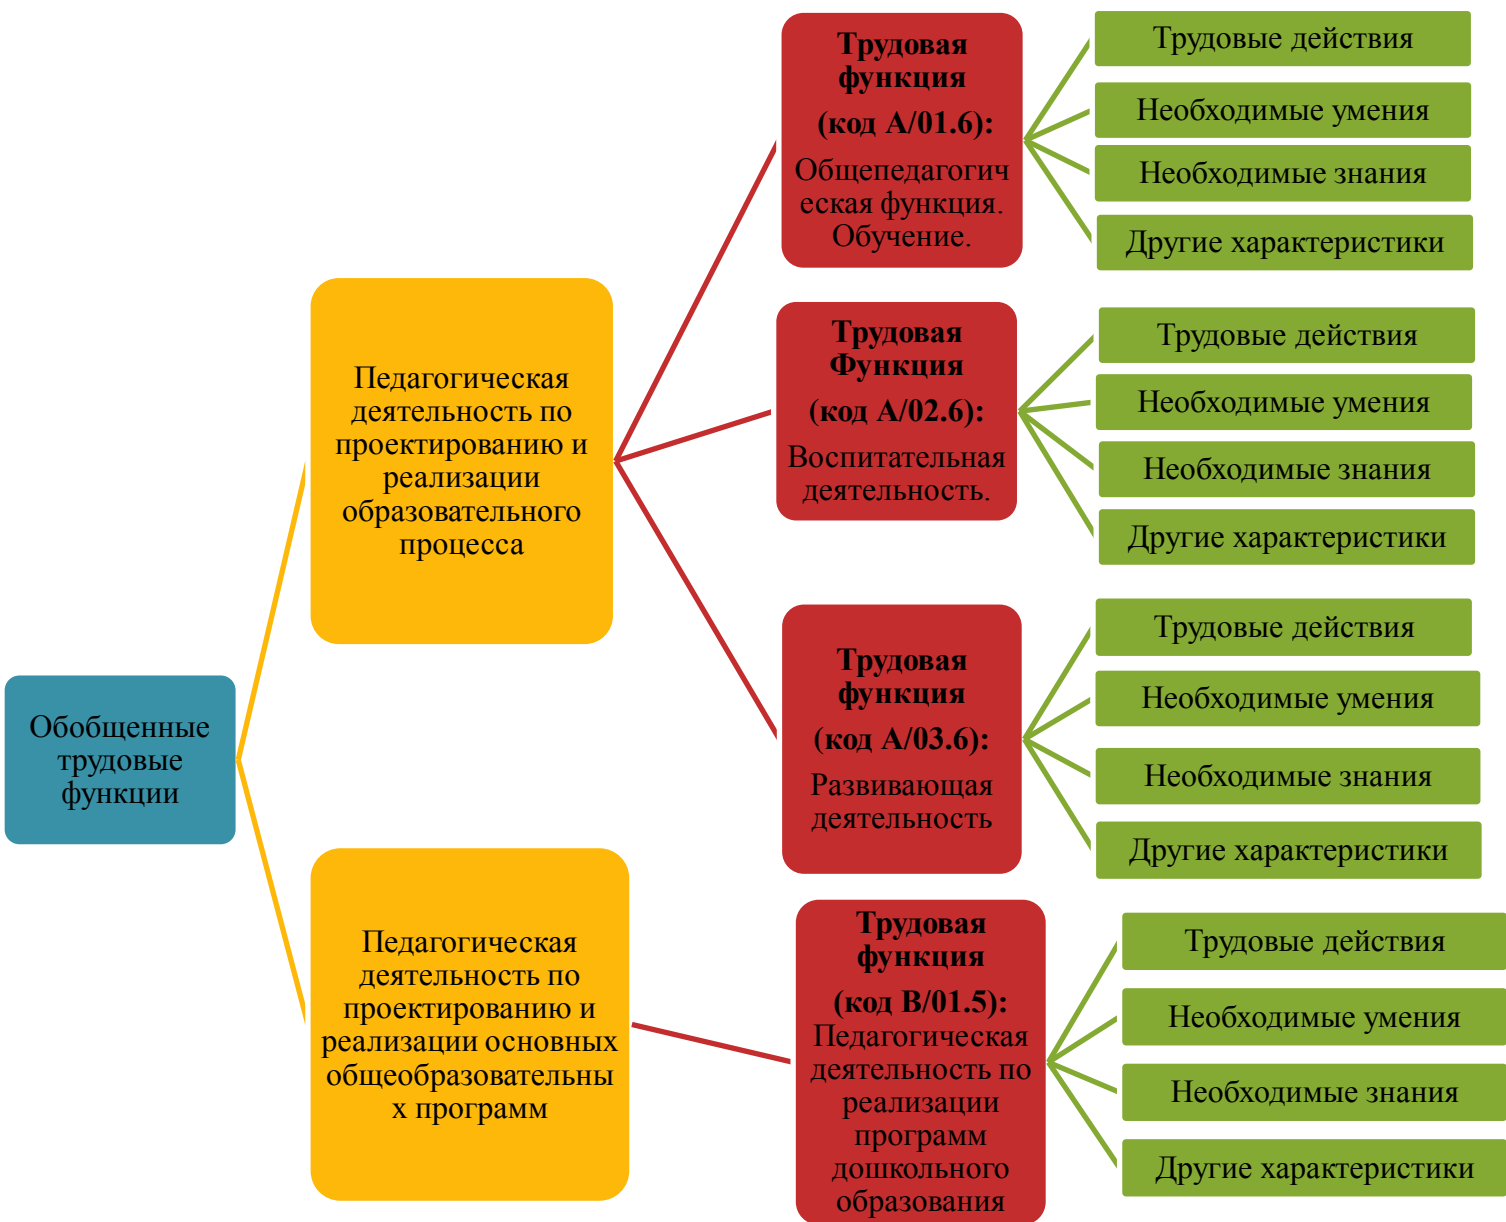 Обобщенные
трудовые
функции
Педагогическая
деятельность по
проектированию и
реализации
образовательного
процесса
Трудовая
функция
(код A/01.6):
Общепедагогич
еская функция.
Обучение.
Трудовые действия
Необходимые умения
Необходимые знания
Другие характеристики
Трудовая
Функция
(код A/02.6):
Воспитательная
деятельность.
Трудовые действия
Необходимые умения
Необходимые знания
Другие характеристики
Трудовая
функция
(код A/03.6):
Развивающая
деятельность
Трудовые действия
Необходимые умения
Необходимые знания
Другие характеристики
Педагогическая
деятельность по
проектированию и
реализации основных
общеобразовательны
х программ
Трудовая
функция
(код B/01.5):
Педагогическая
деятельность по
реализации
программ
дошкольного
образования
Трудовые действия
Необходимые умения
Необходимые знания
Другие характеристики